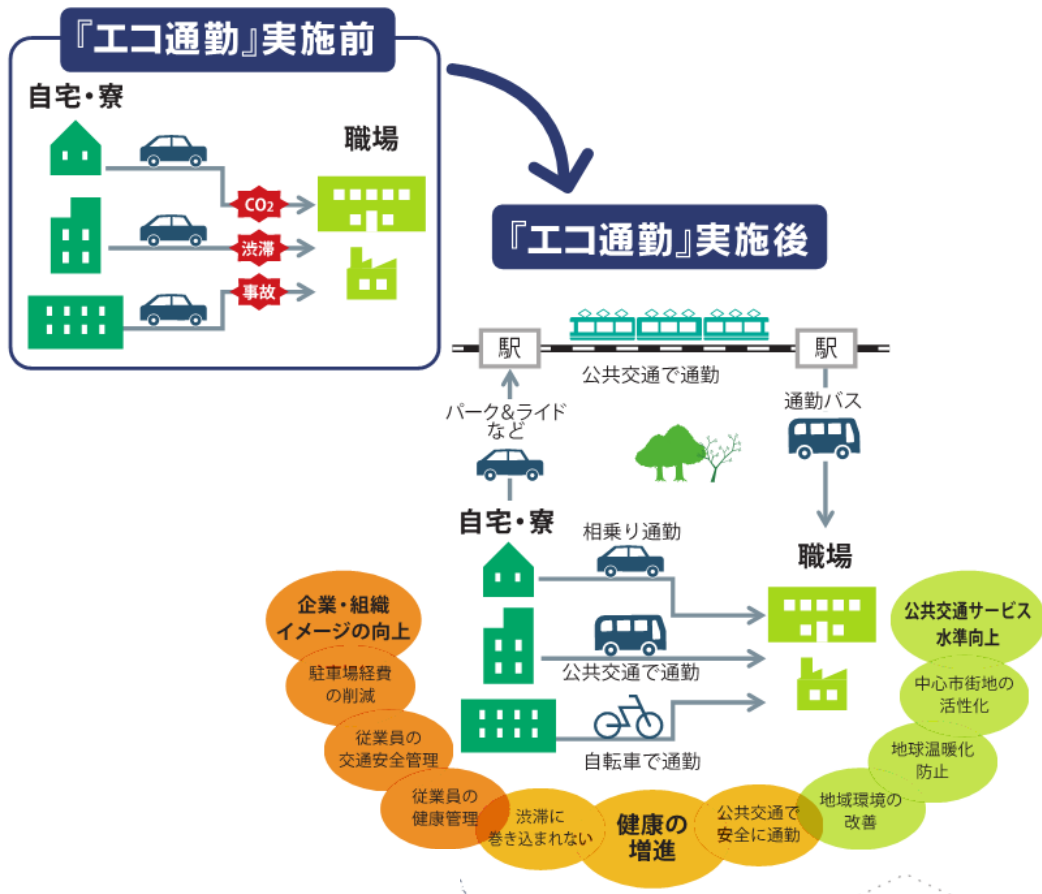 『エコ通勤』実施前
自宅・寮
職場
CO₂
渋滞
事故
『エコ通勤』実施後
駅
駅
公共交通で通勤
パーク&ライド
など
通勤バス
自宅・寮
相乗り通勤
職場
公共交通で通勤
自転車で通勤
企業・組織
イメージの向上
駐車場経費
の削減
従業員の
交通安全管理
従業員の
健康管理
渋滞に
巻き込まれない
健康の
増進
公共交通で
安全に通勤
地域環境の
改善
地球温暖化
防止
中心市街地の
活性化
公共交通サービス
水準向上